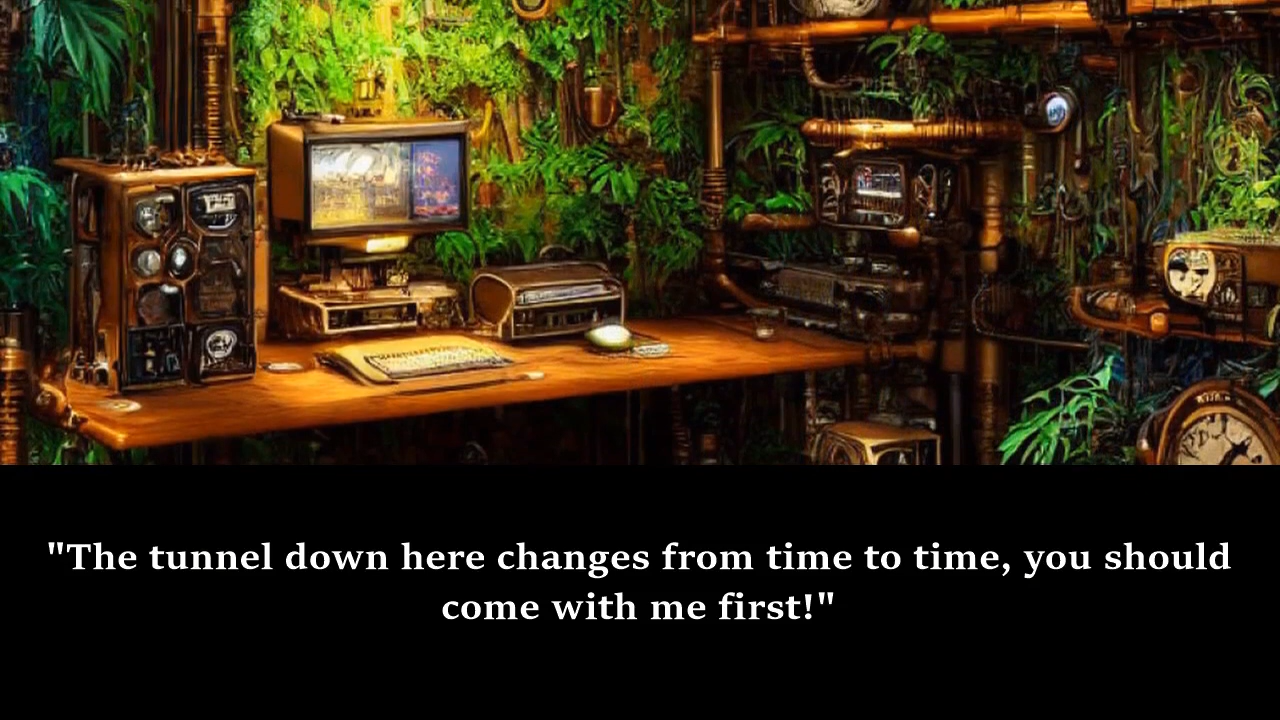 "The tunnel down here changes from time to time, you should
come with me first!"